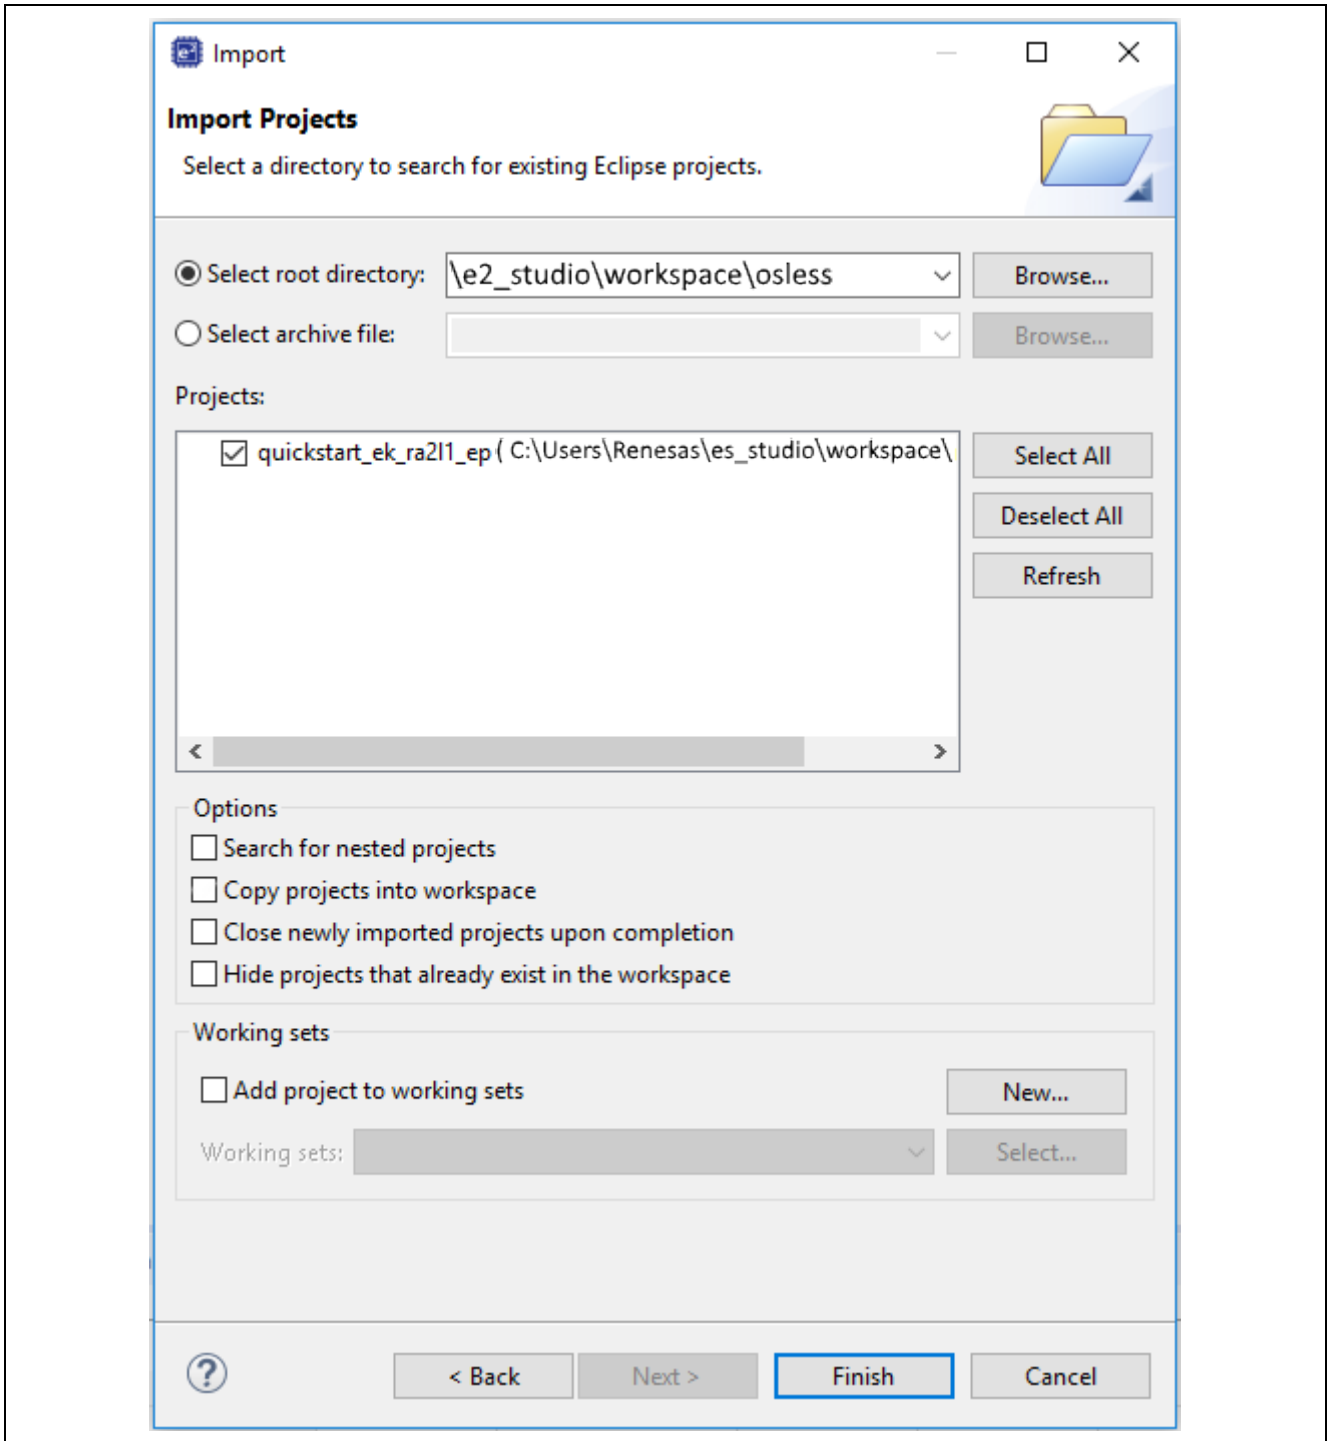 Import
Import Projects
Select a directory to search for existing Eclipse projects.
Select root directory: \e2_studio\workspace\osless Browse...
Select archive file: Browse...
Projects:
quickstart_ek_ra2l1_ep ( C:\Users\Renesas\es_studio\workspace\
Select All
Deselect All
Refresh
Options
Search for nested projects
Copy projects into workspace
Close newly imported projects upon completion
Hide projects that already exist in the workspace
Working sets
Add project to working sets New...
Working sets: Select...
? < Back Next > Finish Cancel